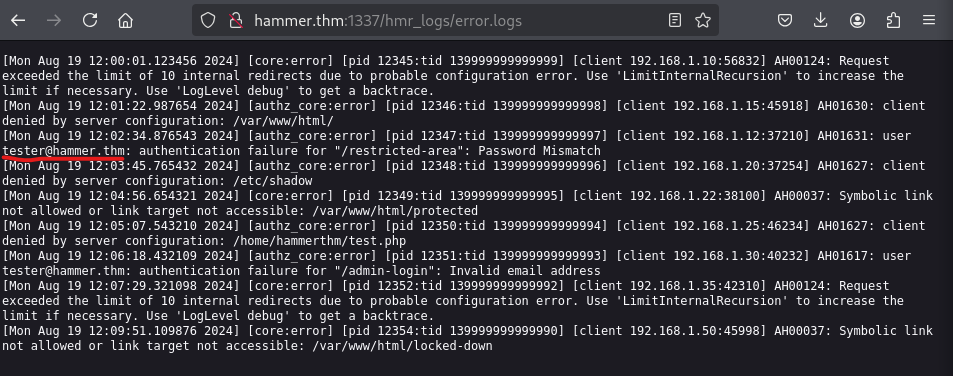 hammer.thm:1337/hmr_logs/error.logs
[Mon Aug 19 12:00:01.123456 2024] [core:error] [pid 12345:tid 139999999999999] [client 192.168.1.10:56832] AH00124: Request
exceeded the limit of 10 internal redirects due to probable configuration error. Use 'LimitInternalRecursion' to increase the
limit if necessary. Use 'LogLevel debug' to get a backtrace.
[Mon Aug 19 12:01:22.987654 2024] [authz_core:error] [pid 12346:tid 139999999999998] [client 192.168.1.15:45918] AH01630: client
denied by server configuration: /var/www/html/
[Mon Aug 19 12:02:34.876543 2024] [authz_core:error] [pid 12347:tid 139999999999997] [client 192.168.1.12:37210] AH01631: user
tester@hammer.thm: authentication failure for "/restricted-area": Password Mismatch
[Mon Aug 19 12:03:45.765432 2024] [authz_core:error] [pid 12348:tid 139999999999996] [client 192.168.1.20:37254] AH01627: client
denied by server configuration: /etc/shadow
[Mon Aug 19 12:04:56.654321 2024] [core:error] [pid 12349:tid 139999999999995] [client 192.168.1.22:38100] AH00037: Symbolic link
not allowed or link target not accessible: /var/www/html/protected
[Mon Aug 19 12:05:07.543210 2024] [authz_core:error] [pid 12350:tid 139999999999994] [client 192.168.1.25:46234] AH01627: client
denied by server configuration: /home/hammerthm/test.php
[Mon Aug 19 12:06:18.432109 2024] [authz_core:error] [pid 12351:tid 139999999999993] [client 192.168.1.30:40232] AH01617: user
tester@hammer.thm: authentication failure for "/admin-login": Invalid email address
[Mon Aug 19 12:07:29.321098 2024] [core:error] [pid 12352:tid 139999999999992] [client 192.168.1.35:42310] AH00124: Request
exceeded the limit of 10 internal redirects due to probable configuration error. Use 'LimitInternalRecursion' to increase the
limit if necessary. Use 'LogLevel debug' to get a backtrace.
[Mon Aug 19 12:09:51.109876 2024] [core:error] [pid 12354:tid 139999999999990] [client 192.168.1.50:45998] AH00037: Symbolic link
not allowed or link target not accessible: /var/www/html/locked-down